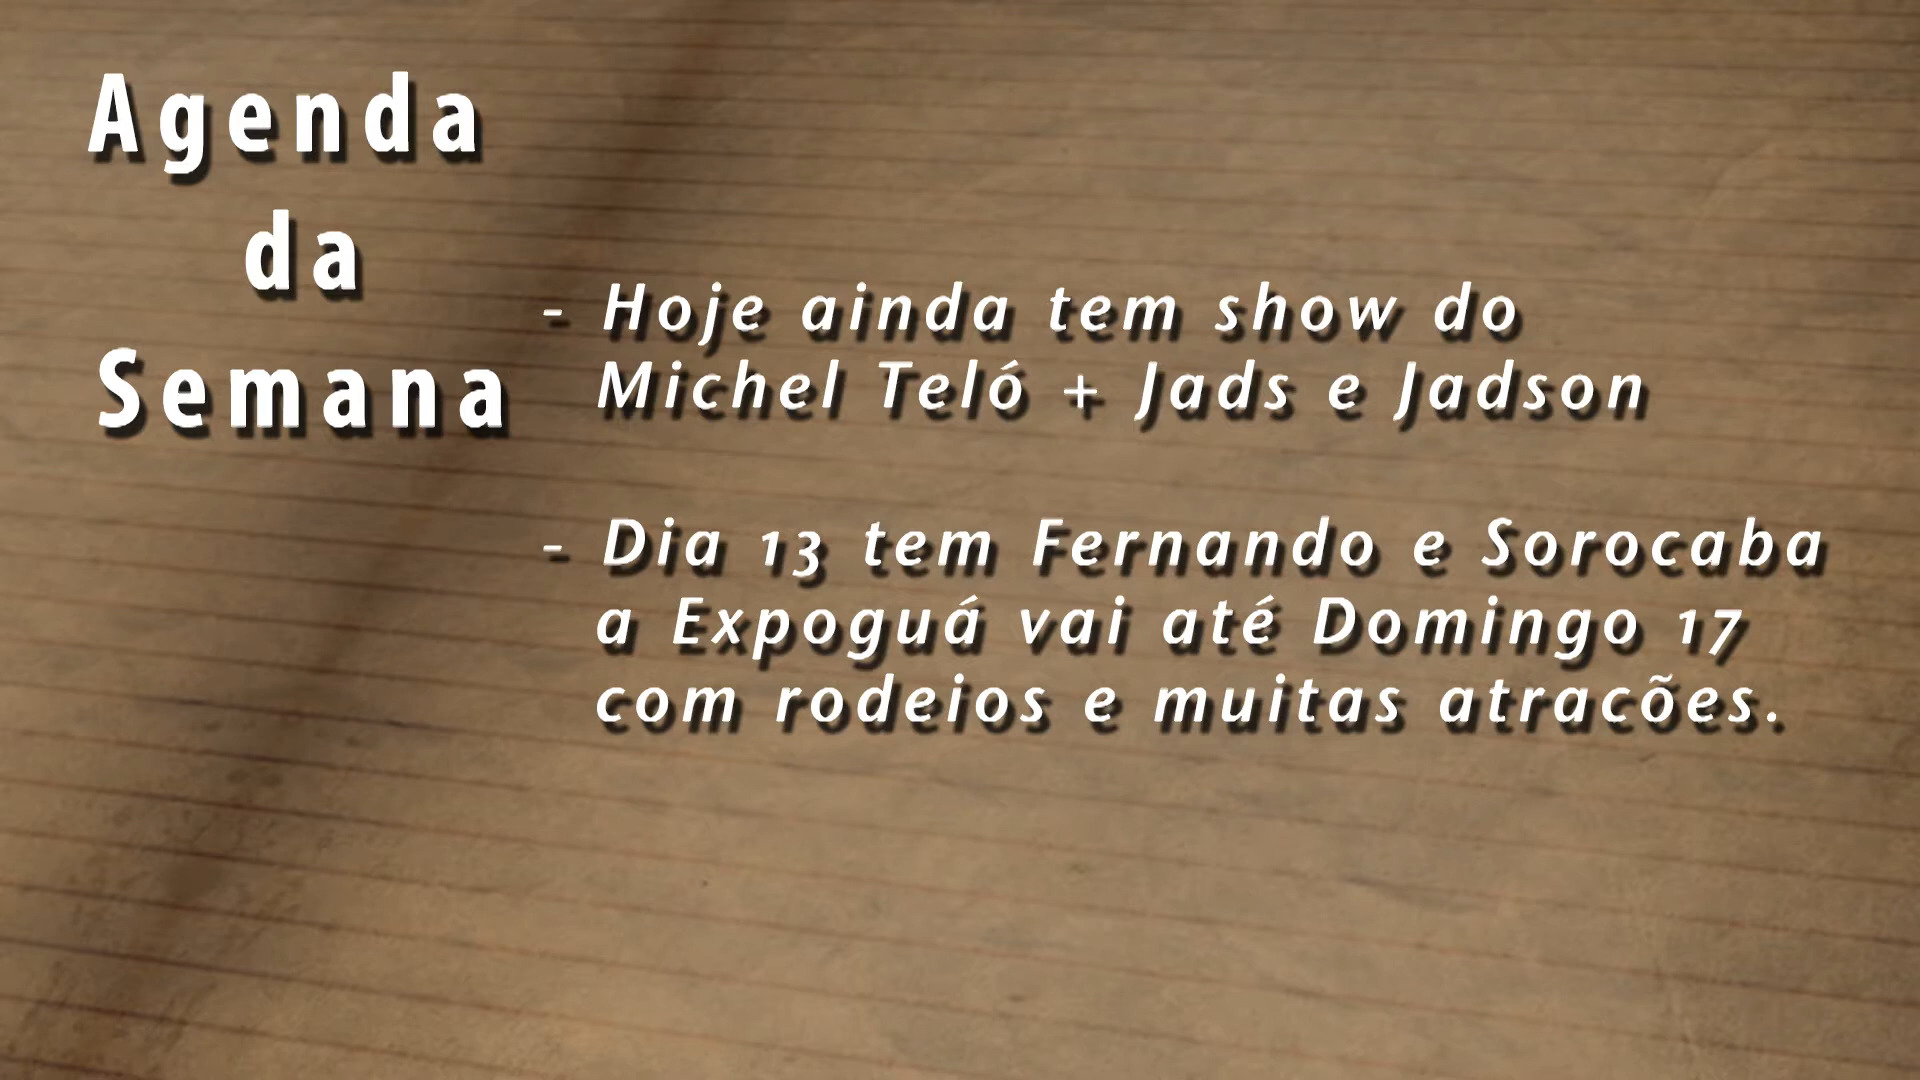 Agenda
da
Semana
- Hoje ainda tem show do
Michel Teló + Jads e Jadson
- Dia 13 tem Fernando e Sorocaba
a Expoguá vai até Domingo 17
com rodeios e muitas atracões.